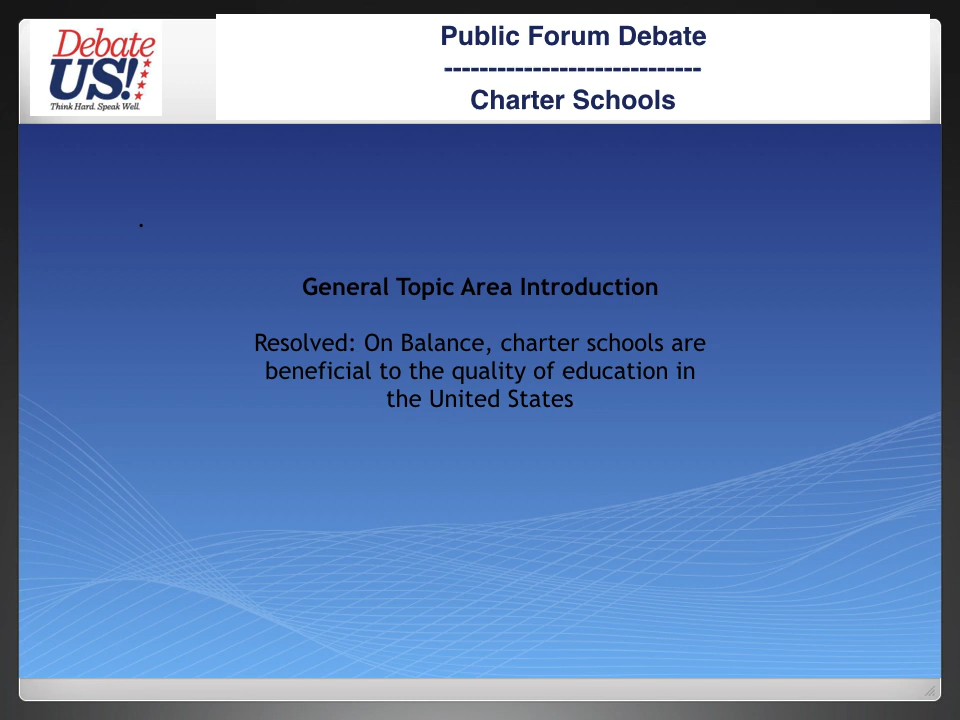 Debate
US!
Think Hard. Speak Well.
Public Forum Debate
-----------------------------
Charter Schools
.
General Topic Area Introduction
Resolved: On Balance, charter schools are
beneficial to the quality of education in
the United States